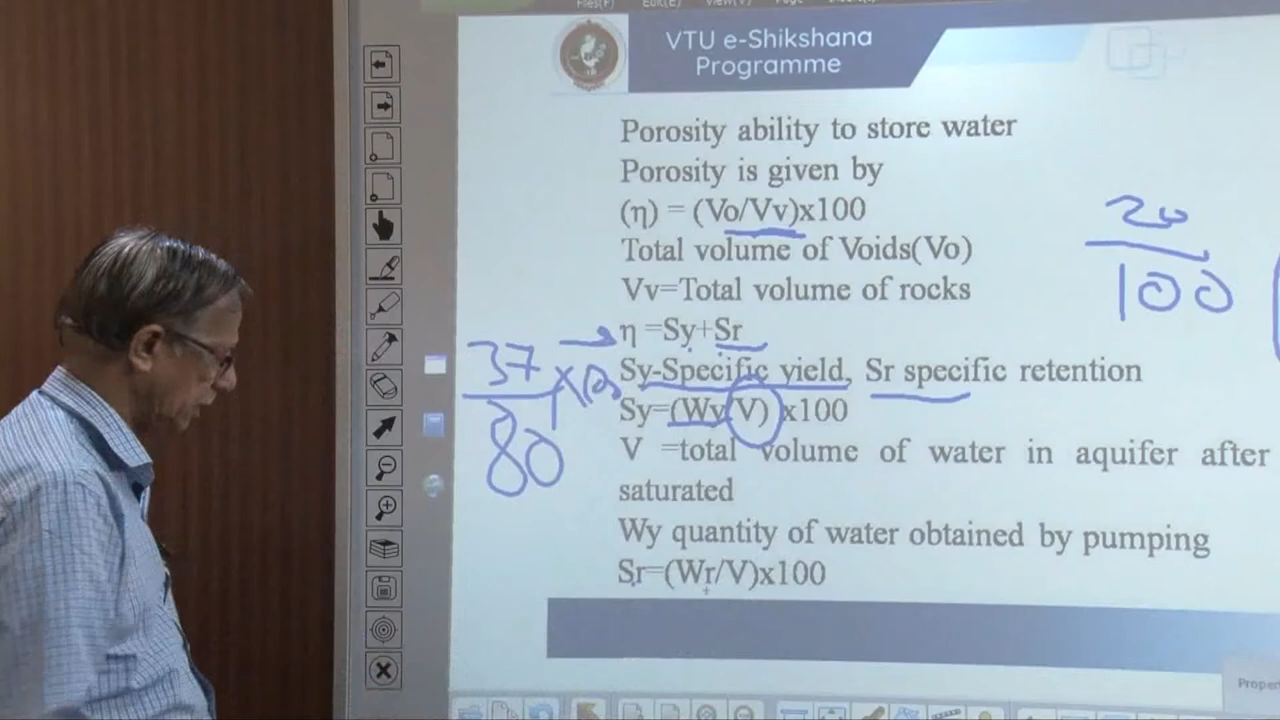 VTU e-Shikshana
Programme
Porosity ability to store water
Porosity is given by
(η) = (Vo/Vv)x100
Total volume of Voids(Vo)
Vv=Total volume of rocks
η =Sy+Sr
Sy-Specific yield, Sr specific retention
Sy=(Wy/V) x100
V =total volume of water in aquifer after
saturated
Wy quantity of water obtained by pumping
Sr=(Wr/V)x100
20
100
37
80